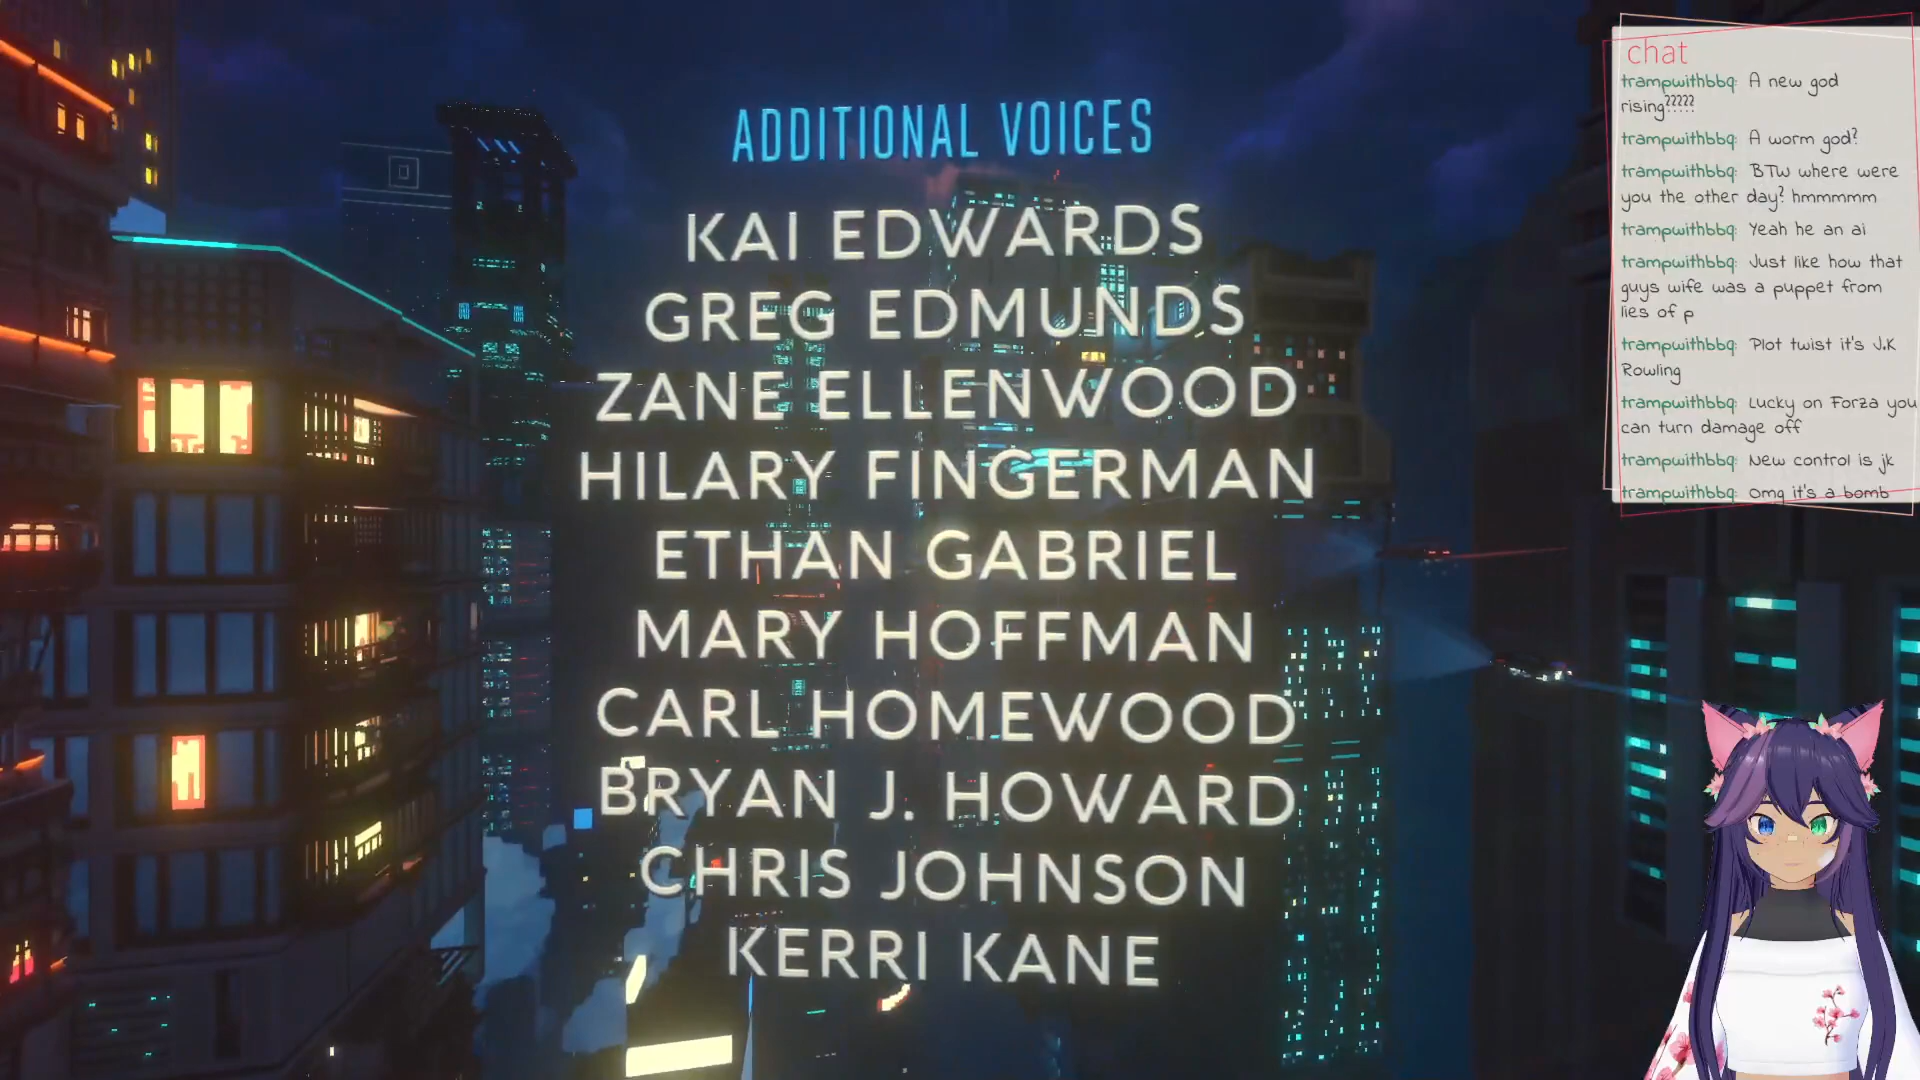 ADDITIONAL VOICES
KAI EDWARDS
GREG EDMUNDS
ZANE ELLENWOOD
HILARY FINGERMAN
ETHAN GABRIEL
MARY HOFFMAN
CARL HOMEWOOD
BRYAN J. HOWARD
CHRIS JOHNSON
KERRI KANE
chat
trampwithbbq: A new god
rising?????
trampwithbbq: A worm god?
trampwithbbq: BTW where were
you the other day? hmmmmm
trampwithbbq: Yeah he an ai
trampwithbbq: Just like how that
guys wife was a puppet from
lies of p
trampwithbbq: Plot twist it's J.K
Rowling
trampwithbbq: Lucky on Forza you
can turn damage off
trampwithbbq: New control is jk
trampwithbbq: Omg it's a bomb